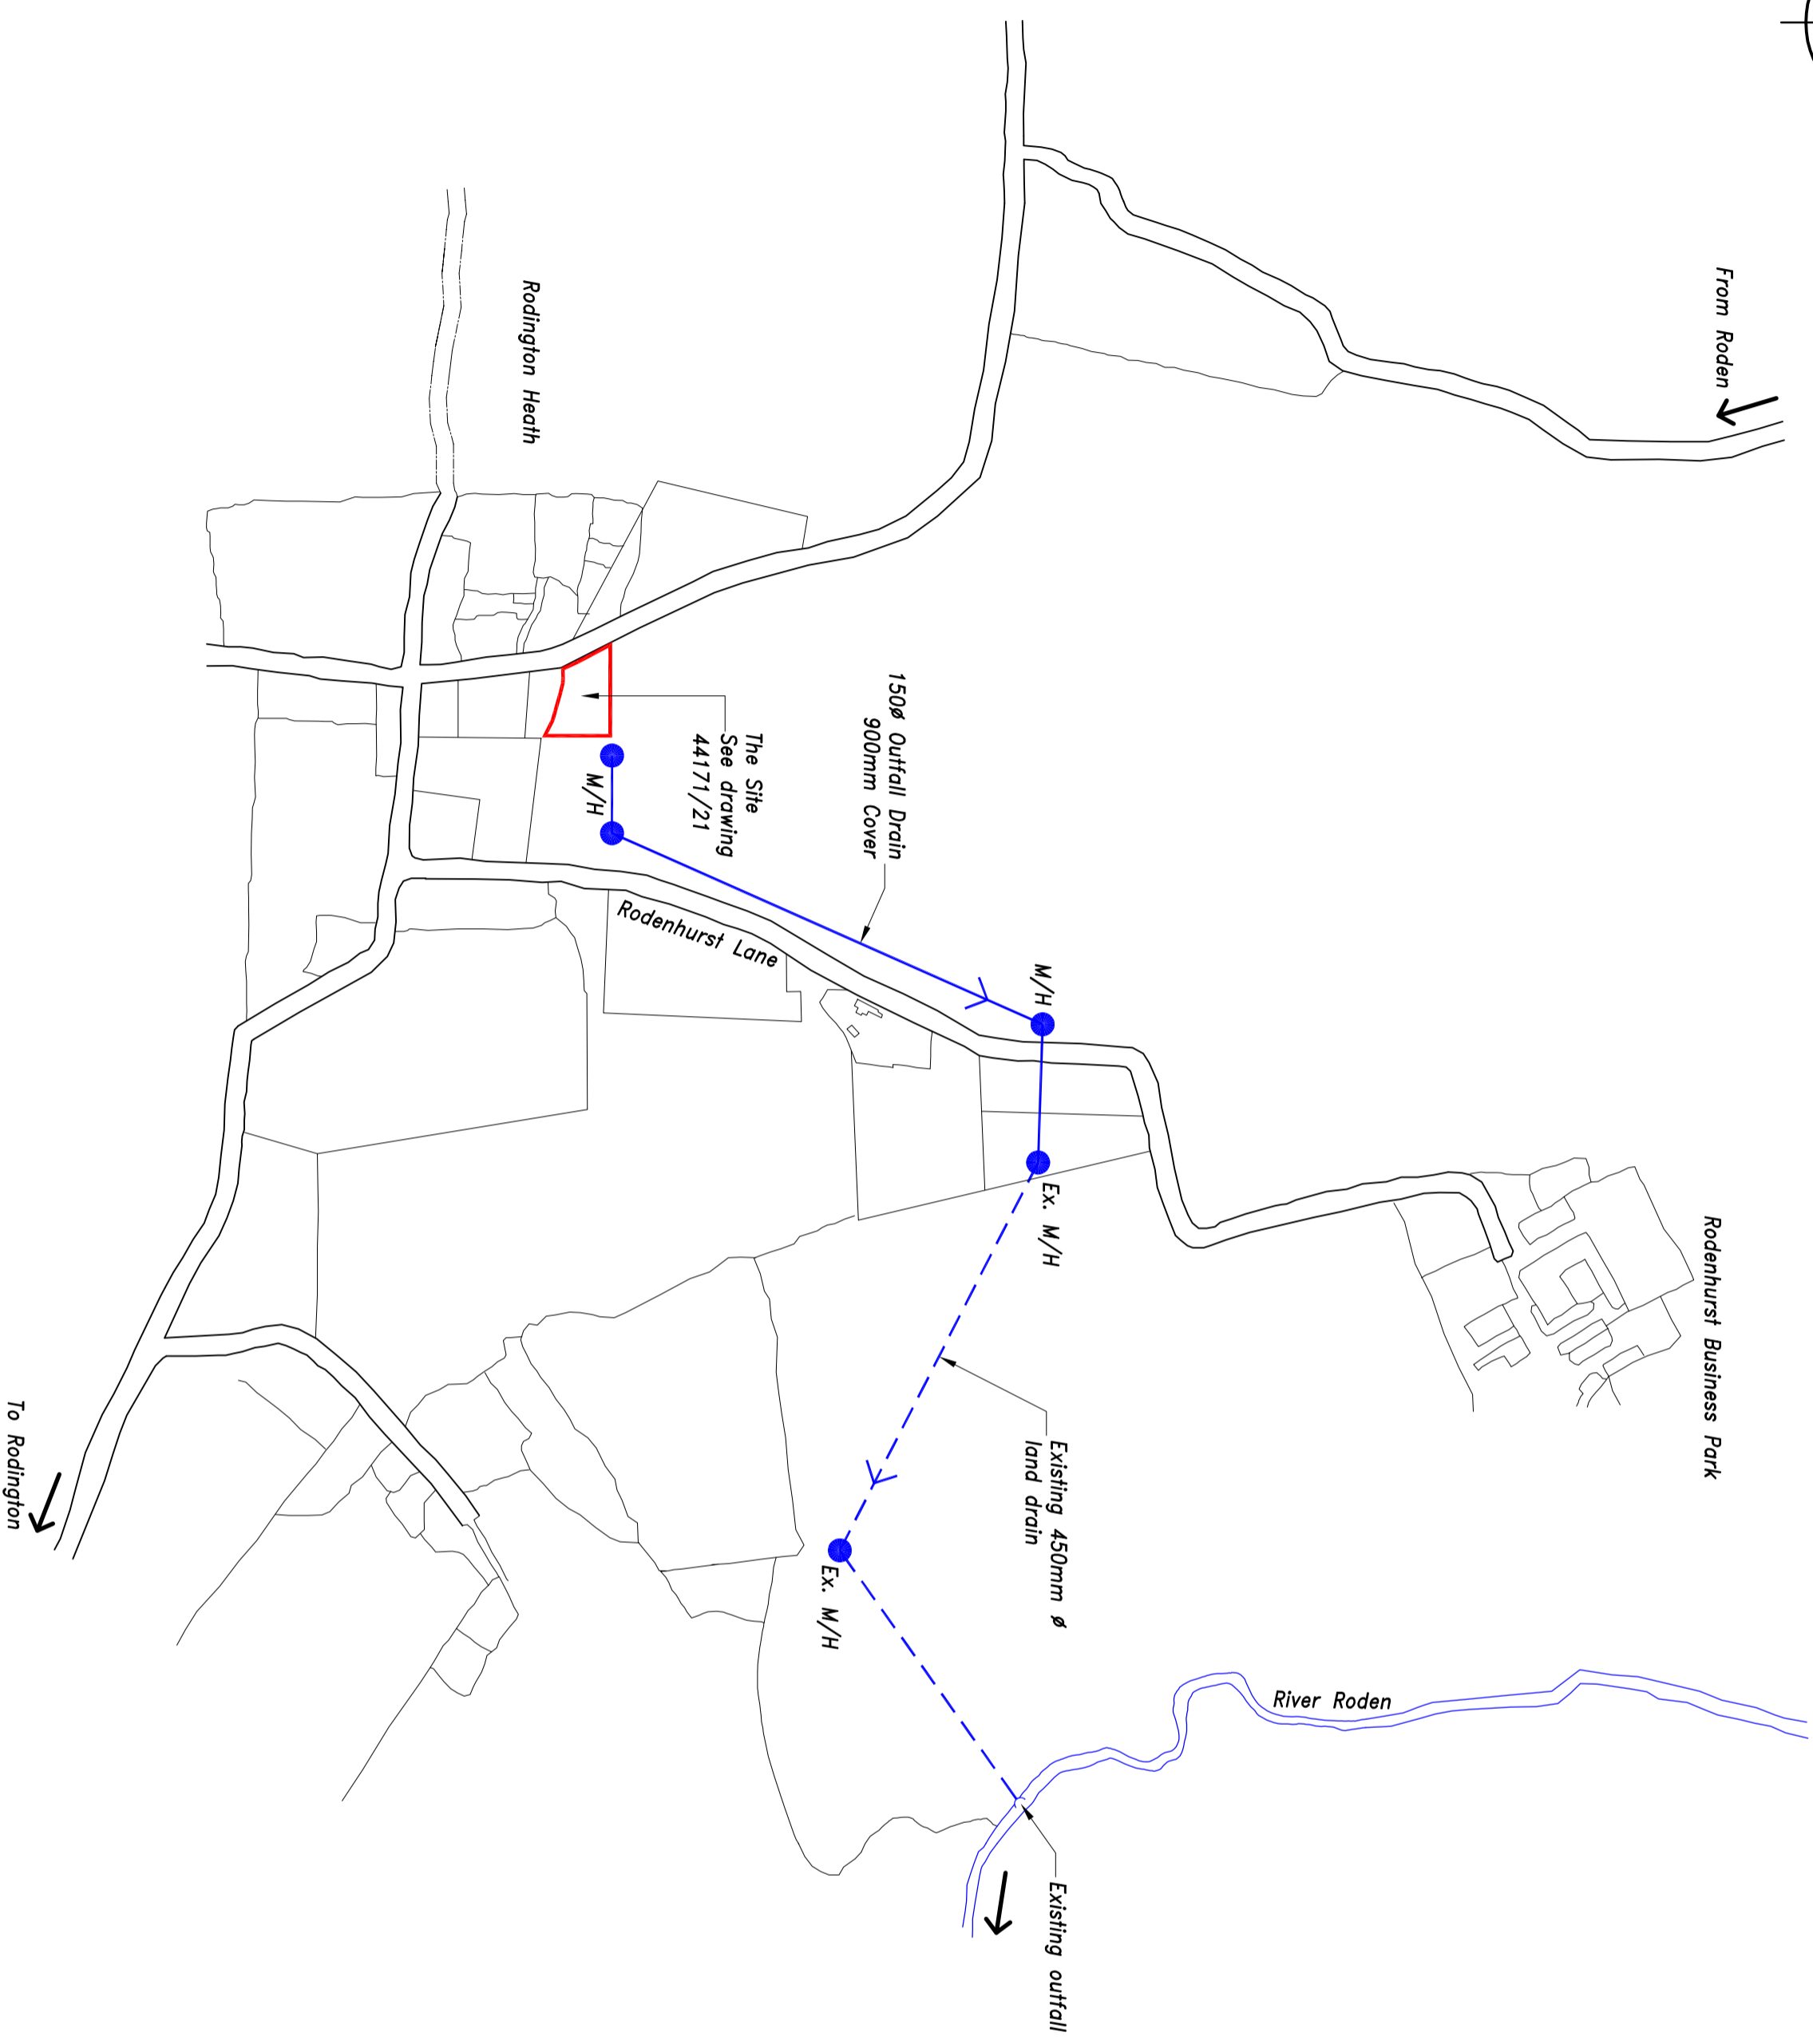 From Roden
Rodington Heath
150ø Outfall Drain
900mm Cover
The Site
See drawing
44171/21
M/H
Rodenhurst Lane
M/H
Ex. M/H
Rodenhurst Business Park
Existing 450mm ø
land drain
Ex. M/H
River Roden
Existing outfall
To Rodington